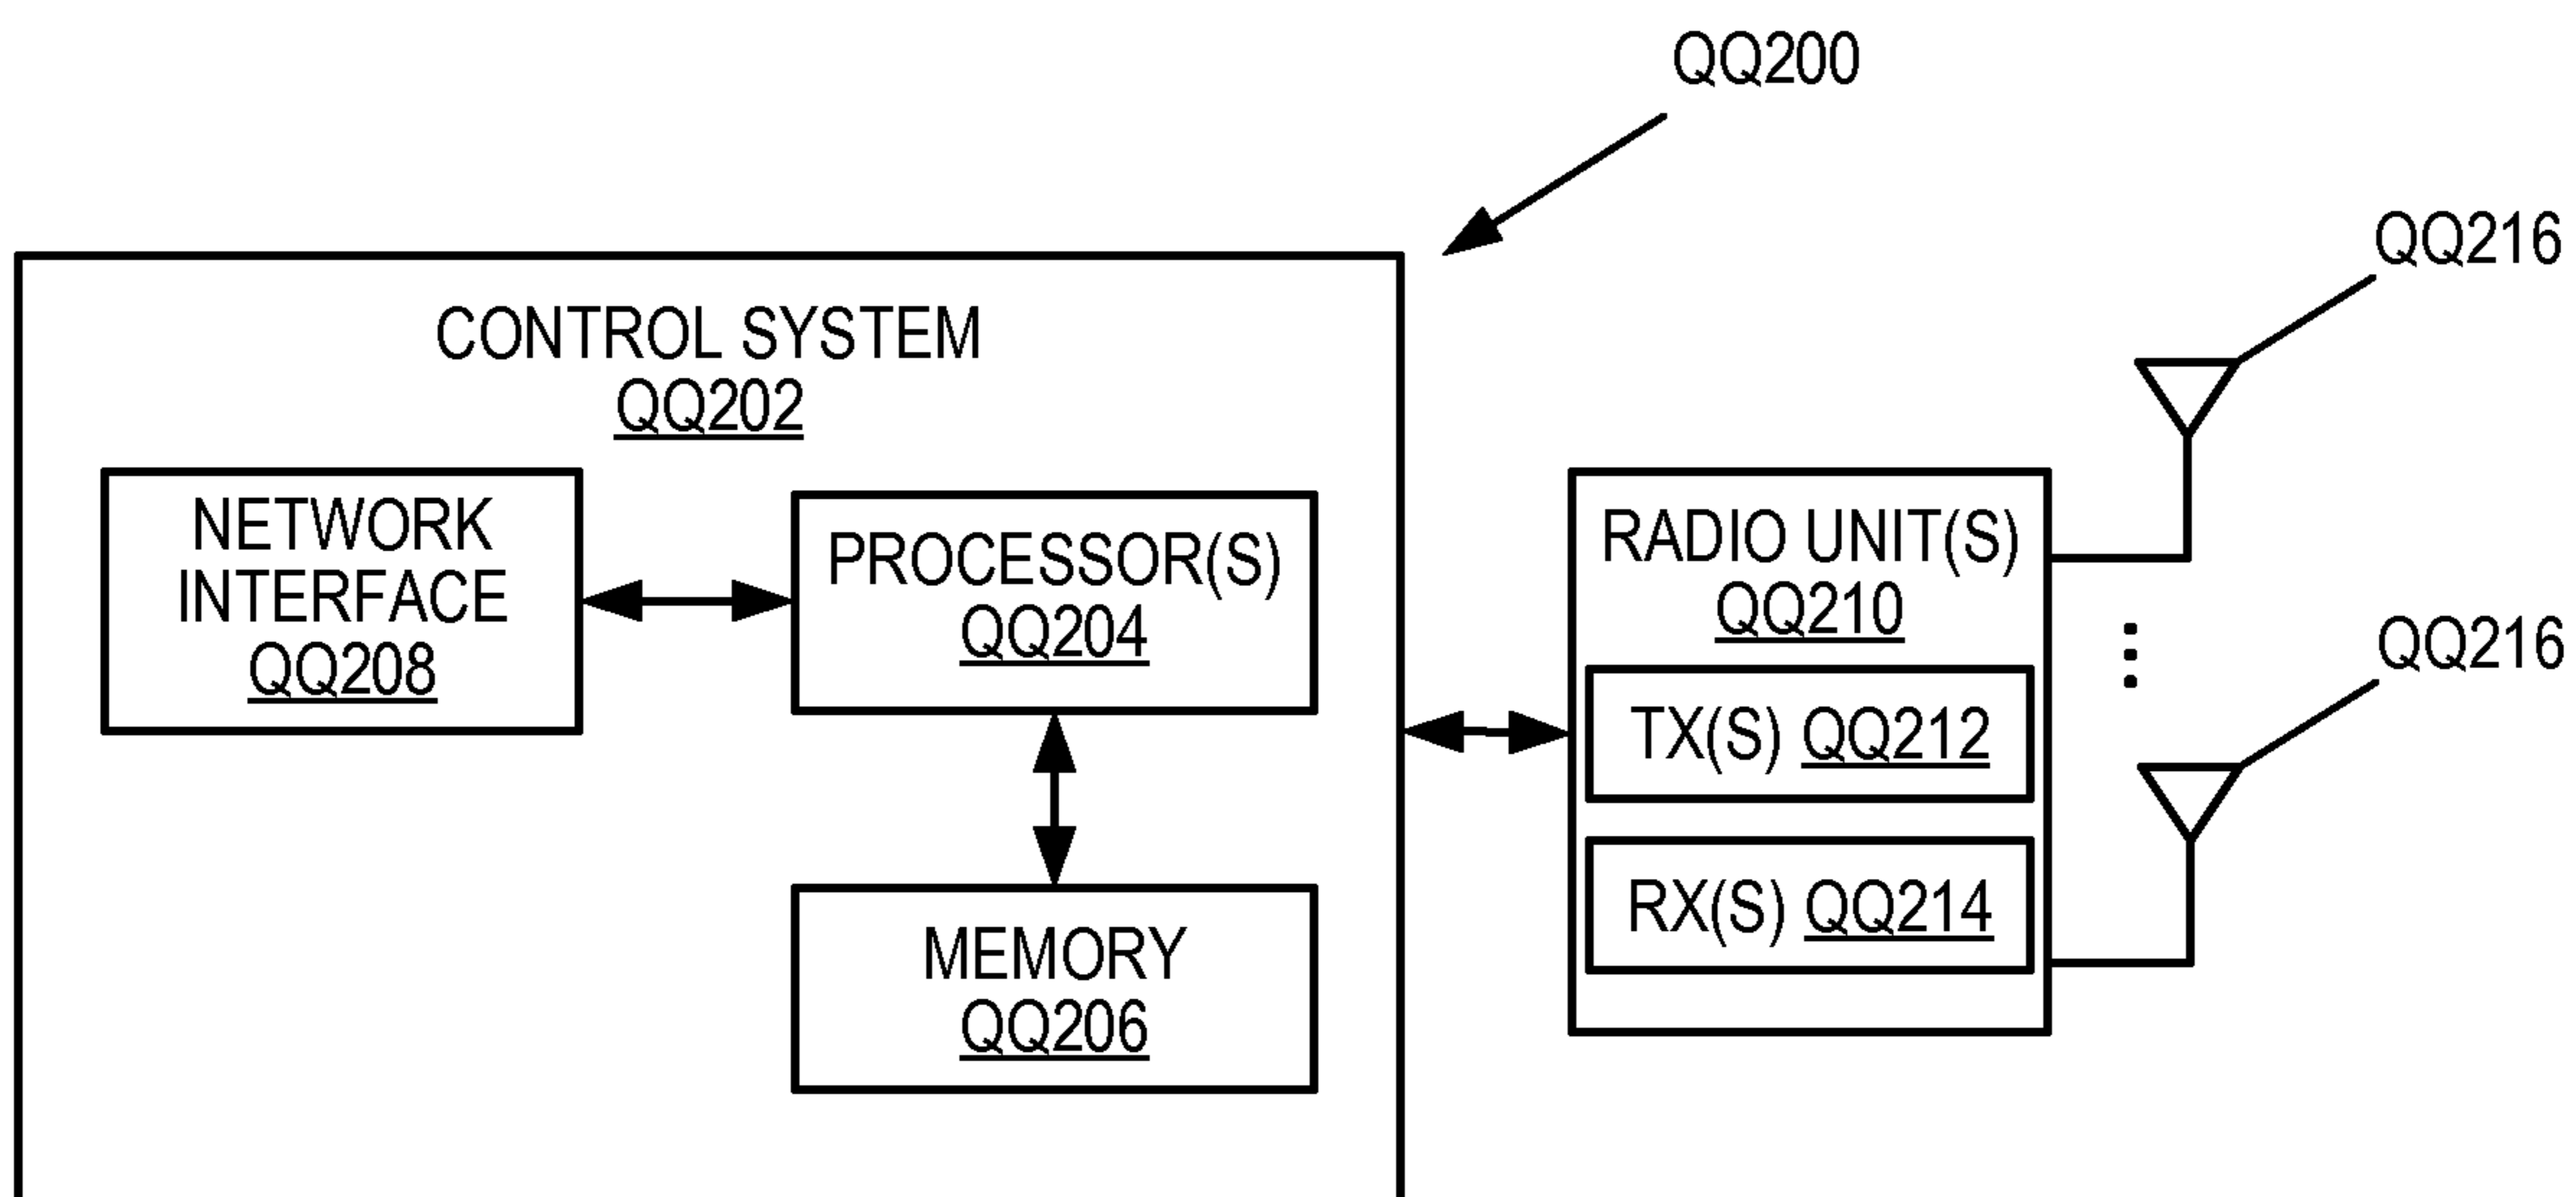 QQ200
QQ216
CONTROL SYSTEM
QQ202
NETWORK
INTERFACE
QQ208
PROCESSOR(S)
QQ204
MEMORY
QQ206
RADIO UNIT(S)
QQ210
TX(S) QQ212
RX(S) QQ214
QQ216